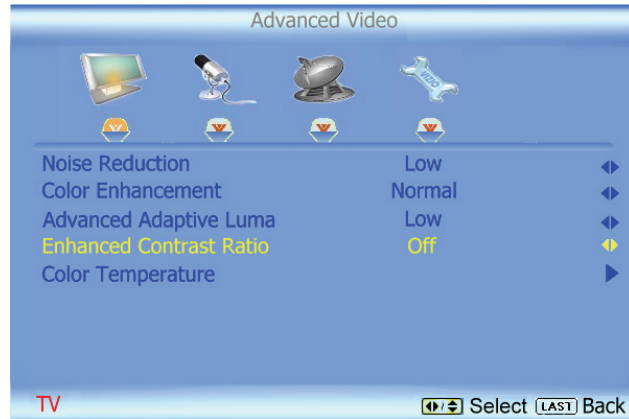 Advanced Video
VIZIO
Noise Reduction Low
Color Enhancement Normal
Advanced Adaptive Luma Low
Enhanced Contrast Ratio Off
Color Temperature
TV
Select LAST Back